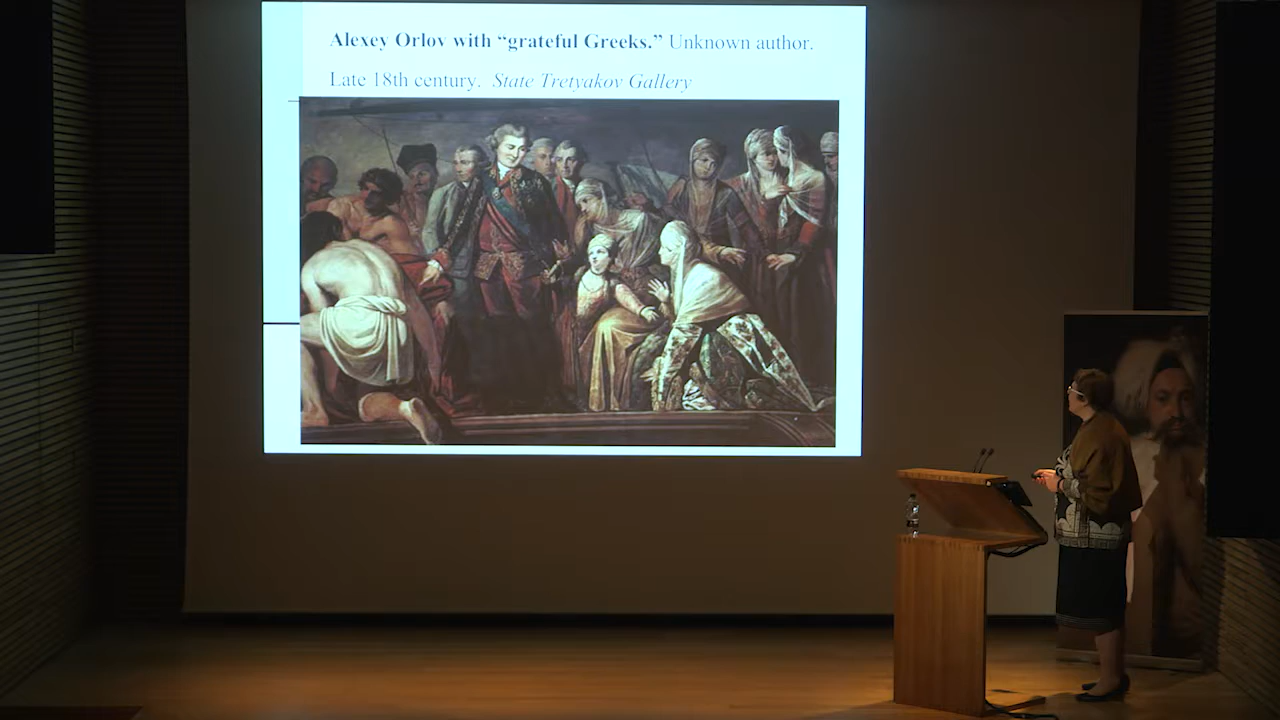 Alexey Orlov with “grateful Greeks.” Unknown author.
Late 18th century. State Tretyakov Gallery